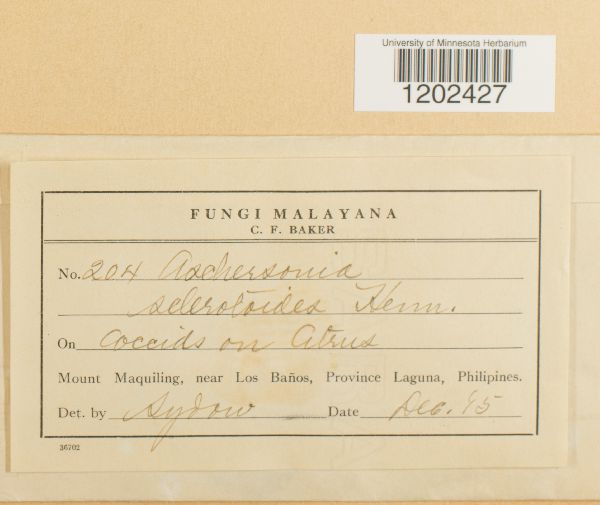 University of Minnesota Herbarium
1202427
FUNGI MALAYANA
C. F. BAKER
No. 204 Aschersonia
sclerotoides Henn.
On Coccids on Citrus
Mount Maquiling, near Los Baños, Province Laguna, Philipines.
Det. by Sydow Date Dec. 15
36702